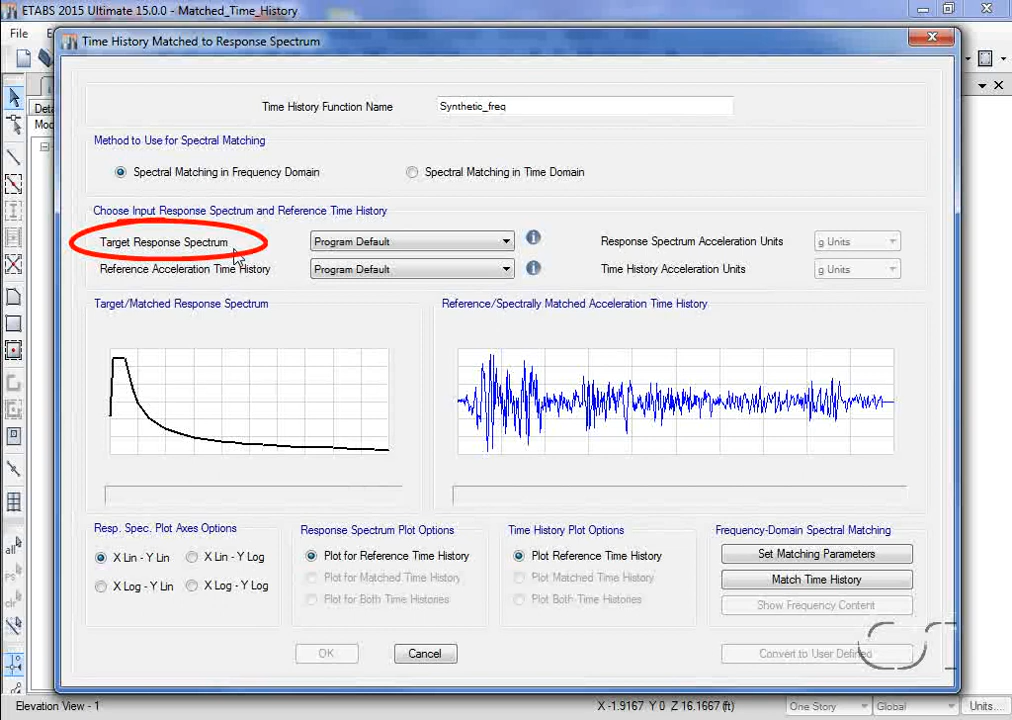 ETABS 2015 Ultimate 15.0.0 - Matched_Time_History
File
Time History Matched to Response Spectrum
Time History Function Name
Synthetic_freq
Method to Use for Spectral Matching
Spectral Matching in Frequency Domain
Spectral Matching in Time Domain
Choose Input Response Spectrum and Reference Time History
Target Response Spectrum
Program Default
Response Spectrum Acceleration Units
g Units
Reference Acceleration Time History
Program Default
Time History Acceleration Units
g Units
Target/Matched Response Spectrum
Reference/Spectrally Matched Acceleration Time History
Resp. Spec. Plot Axes Options
X Lin - Y Lin
X Lin - Y Log
X Log - Y Lin
X Log - Y Log
Response Spectrum Plot Options
Plot for Reference Time History
Plot for Matched Time History
Plot for Both Time Histories
Time History Plot Options
Plot Reference Time History
Plot Matched Time History
Plot Both Time Histories
Frequency-Domain Spectral Matching
Set Matching Parameters
Match Time History
Show Frequency Content
Convert to User Defined
OK
Cancel
all
Elevation View - 1
X -1.9167 Y 0 Z 16.1667 (ft)
One Story
Global
Units...